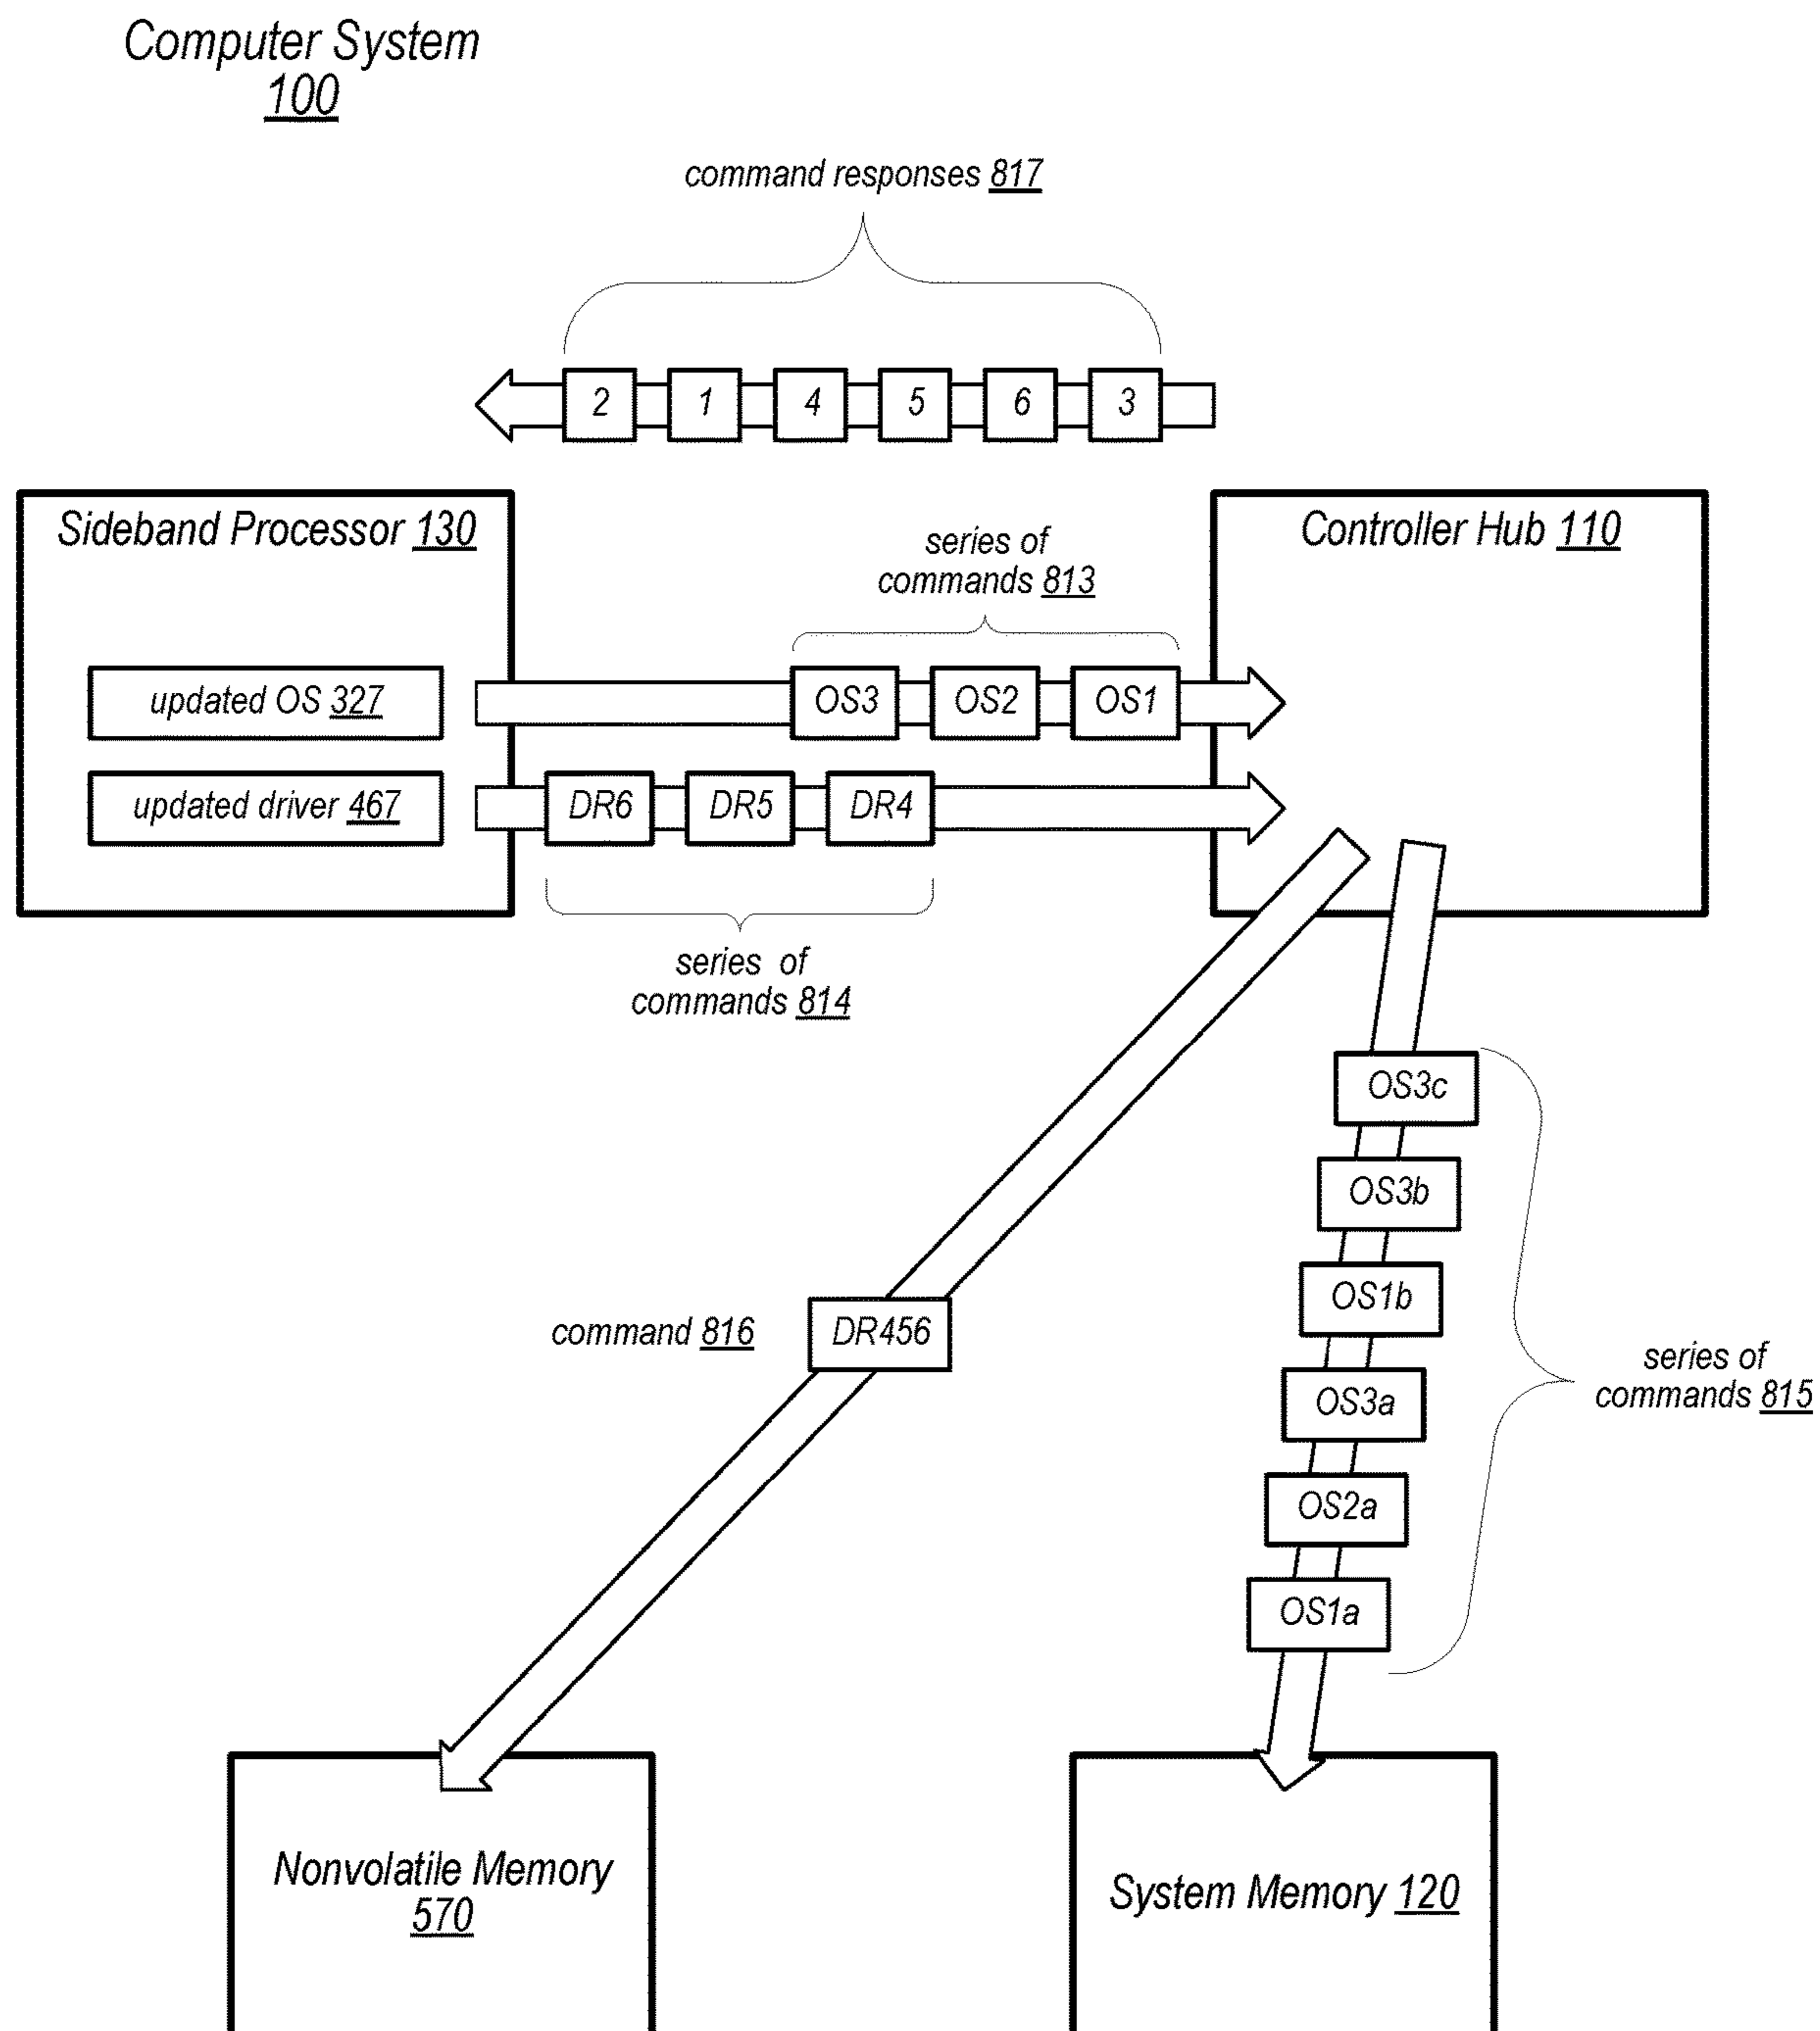 Computer System
100
command responses 817
2 1 4 5 6 3
Sideband Processor 130
Controller Hub 110
series of
commands 813
updated OS 327
OS3 OS2 OS1
updated driver 467
DR6 DR5 DR4
series of
commands 814
OS3c
OS3b
OS1b
command 816
DR456
OS3a
series of
commands 815
OS2a
OS1a
Nonvolatile Memory
570
System Memory 120